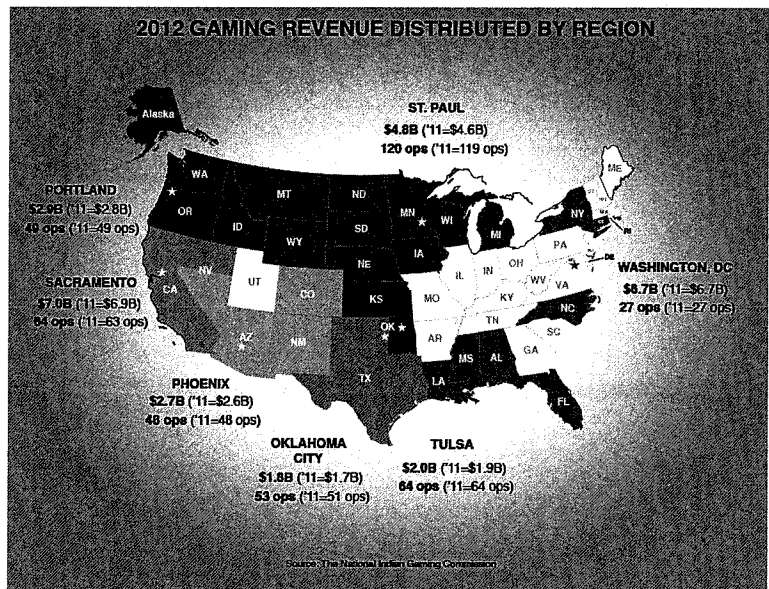 2012 GAMING REVENUE DISTRIBUTED BY REGION
Alaska
ST. PAUL
$4.8B ('11=$4.6B)
120 ops ('11=119 ops)
ME
WA
MT
ND
MN
WI
MI
NY
PORTLAND
$2.9B ('11=$2.8B)
49 ops ('11=49 ops)
OR
ID
WY
SD
IA
NE
PA
DE
RI
SACRAMENTO
$7.0B ('11=$6.9B)
64 ops ('11=63 ops)
CA
NV
UT
CO
KS
MO
IL
IN
OH
WV
KY
VA
WASHINGTON, DC
$6.7B ('11=$6.7B)
27 ops ('11=27 ops)
NC
TN
SC
AZ
NM
OK
AR
TX
LA
MS
AL
GA
FL
PHOENIX
$2.7B ('11=$2.6B)
48 ops ('11=48 ops)
OKLAHOMA
CITY
$1.8B ('11=$1.7B)
53 ops ('11=51 ops)
TULSA
$2.0B ('11=$1.9B)
64 ops ('11=64 ops)
Source: The National Indian Gaming Commission